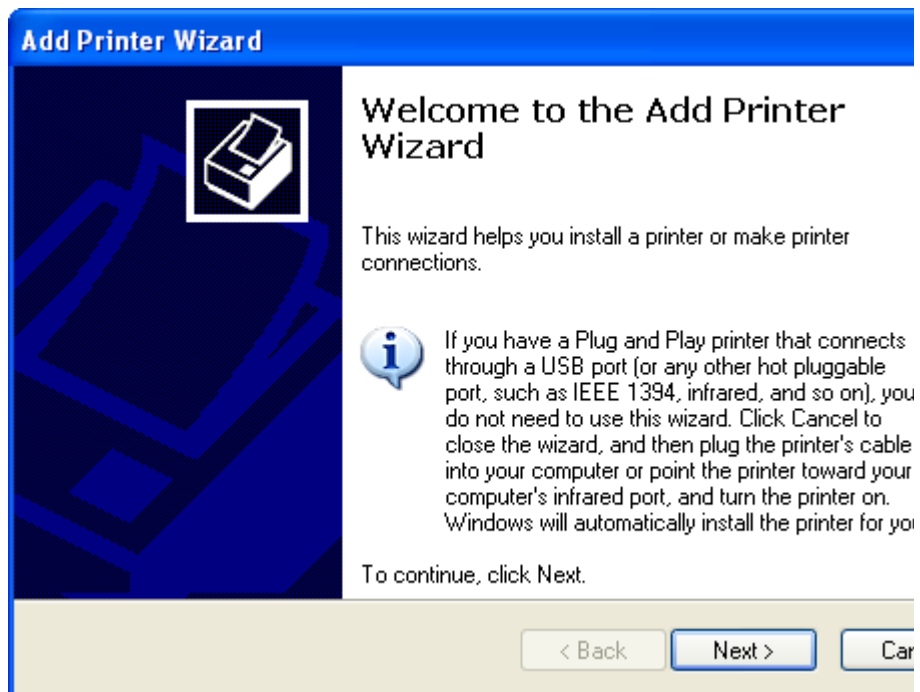 Add Printer Wizard
Welcome to the Add Printer
Wizard
This wizard helps you install a printer or make printer
connections.
If you have a Plug and Play printer that connects
through a USB port (or any other hot pluggable
port, such as IEEE 1394, infrared, and so on), you
do not need to use this wizard. Click Cancel to
close the wizard, and then plug the printer's cable
into your computer or point the printer toward your
computer's infrared port, and turn the printer on.
Windows will automatically install the printer for
To continue, click Next.
< Back
Next >